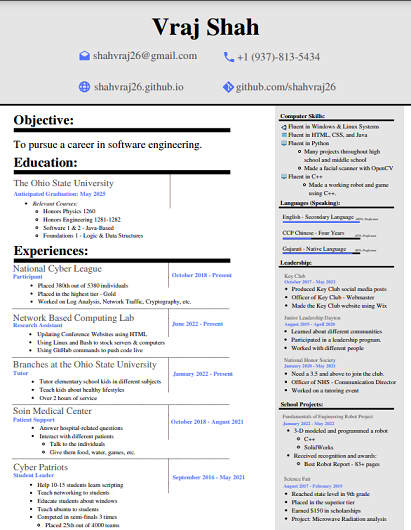 Vraj Shah
shahvraj26@gmail.com
+1 (937)-813-5434
shahvraj26.github.io
github.com/shahvraj26
Objective:
To pursue a career in software engineering.
Education:
The Ohio State University
Anticipated Graduation: May 2025
Relevant Courses:
Honors Physics 1260
Honors Engineering 1281-1282
Software 1 & 2 - Java-Based
Foundations 1 - Logic & Data Structures
Experiences:
National Cyber League
Participant
October 2018 - Present
Placed 380th out of 5380 participants
Placed in the highest tier - Gold
Worked on Log Analysis, Network Traffic, Cryptography, etc.
Network Based Computing Lab
Research Assistant
June 2022 - Present
Updating Conference Websites using HTML
Using Linux and Bash to stock servers & computers
Using GitHub commands to push code live
Branches at the Ohio State University
Tutor
January 2022 - Present
Tutor elementary school kids in different subjects
Teach kids about healthy lifestyles
Over 2 hours of service
Soin Medical Center
Patient Support
October 2018 - August 2021
Answer hospital-related questions
Interact with different patients
Talk to the individuals
Give them food, water, games, etc.
Cyber Patriots
Student Leader
September 2016 - May 2021
Help 10-15 students learn scripting
Teach networking to students
Educate students about windows
Teach ubuntu to students
Competed in semi-finals 3 times
Placed 25th out of 4000 teams
Computer Skills:
Fluent in Windows & Linux Systems
Fluent in HTML, CSS, and Java
Fluent in Python
Many projects throughout high
school and middle school
Made a facial scanner with OpenCV
Fluent in C++
Made a working robot and game
using C++.
Languages (Speaking):
English - Secondary Language
CCP Chinese - Four Years
Gujarati - Native Language
Leadership:
Key Club
October 2017 - May 2021
Produced Key Club social media posts
Officer of Key Club - Webmaster
Made the Key Club website using Wix
Junior Leadership Dayton
August 2019 - April 2020
Learned about different communities
Participated in a leadership program.
Worked with different people
National Honor Society
January 2020 - May 2021
Need a 3.5 and above to join the club.
Officer of NHS - Communication Director
Worked on a tutoring event
School Projects:
Fundamentals of Engineering Robot Project
January 2022 - May 2022
3-D modeled and programmed a robot
C++
SolidWorks
Received recognition and awards:
Best Robot Report - 83+ pages
Science Fair
August 2017 - February 2019
Reached state level in 9th grade
Placed in the superior tier
Earned $150 in scholarships
Project: Microwave Radiation analysis